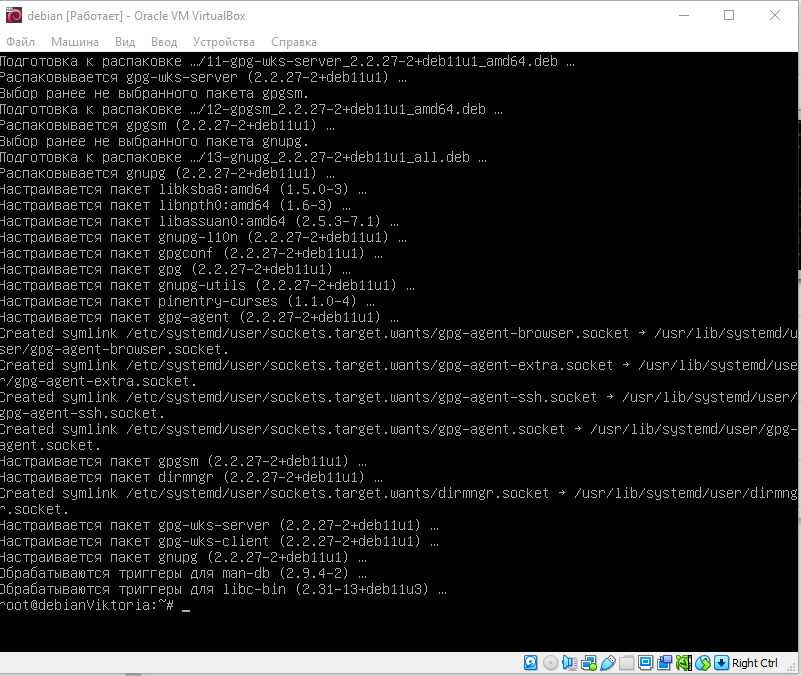 debian [Работает] - Oracle VM VirtualBox
Файл Машина Вид Ввод Устройства Справка
Подготовка к распаковке …/11-gpg-wks-server_2.2.27-2+deb11u1_amd64.deb …
Распаковывается gpg-wks-server (2.2.27-2+deb11u1) …
Выбор ранее не выбранного пакета gpgsm.
Подготовка к распаковке …/12-gpgsm_2.2.27-2+deb11u1_amd64.deb …
Распаковывается gpgsm (2.2.27-2+deb11u1) …
Выбор ранее не выбранного пакета gnupg.
Подготовка к распаковке …/13-gnupg_2.2.27-2+deb11u1_all.deb …
Распаковывается gnupg (2.2.27-2+deb11u1) …
Настраивается пакет libksba8:amd64 (1.5.0-3) …
Настраивается пакет libnpth0:amd64 (1.6-3) …
Настраивается пакет libassuan0:amd64 (2.5.3-7.1) …
Настраивается пакет gnupg-l10n (2.2.27-2+deb11u1) …
Настраивается пакет gpgconf (2.2.27-2+deb11u1) …
Настраивается пакет gpg (2.2.27-2+deb11u1) …
Настраивается пакет gnupg-utils (2.2.27-2+deb11u1) …
Настраивается пакет pinentry-curses (1.1.0-4) …
Настраивается пакет gpg-agent (2.2.27-2+deb11u1) …
Created symlink /etc/systemd/user/sockets.target.wants/gpg-agent-browser.socket → /usr/lib/systemd/u
ser/gpg-agent-browser.socket.
Created symlink /etc/systemd/user/sockets.target.wants/gpg-agent-extra.socket → /usr/lib/systemd/use
r/gpg-agent-extra.socket.
Created symlink /etc/systemd/user/sockets.target.wants/gpg-agent-ssh.socket → /usr/lib/systemd/user/
gpg-agent-ssh.socket.
Created symlink /etc/systemd/user/sockets.target.wants/gpg-agent.socket → /usr/lib/systemd/user/gpg-
agent.socket.
Настраивается пакет gpgsm (2.2.27-2+deb11u1) …
Настраивается пакет dirmngr (2.2.27-2+deb11u1) …
Created symlink /etc/systemd/user/sockets.target.wants/dirmngr.socket → /usr/lib/systemd/user/dirmng
r.socket.
Настраивается пакет gpg-wks-server (2.2.27-2+deb11u1) …
Настраивается пакет gpg-wks-client (2.2.27-2+deb11u1) …
Настраивается пакет gnupg (2.2.27-2+deb11u1) …
Обрабатываются триггеры для man-db (2.9.4-2) …
Обрабатываются триггеры для libc-bin (2.31-13+deb11u3) …
root@debianViktoria:~# _
Right Ctrl